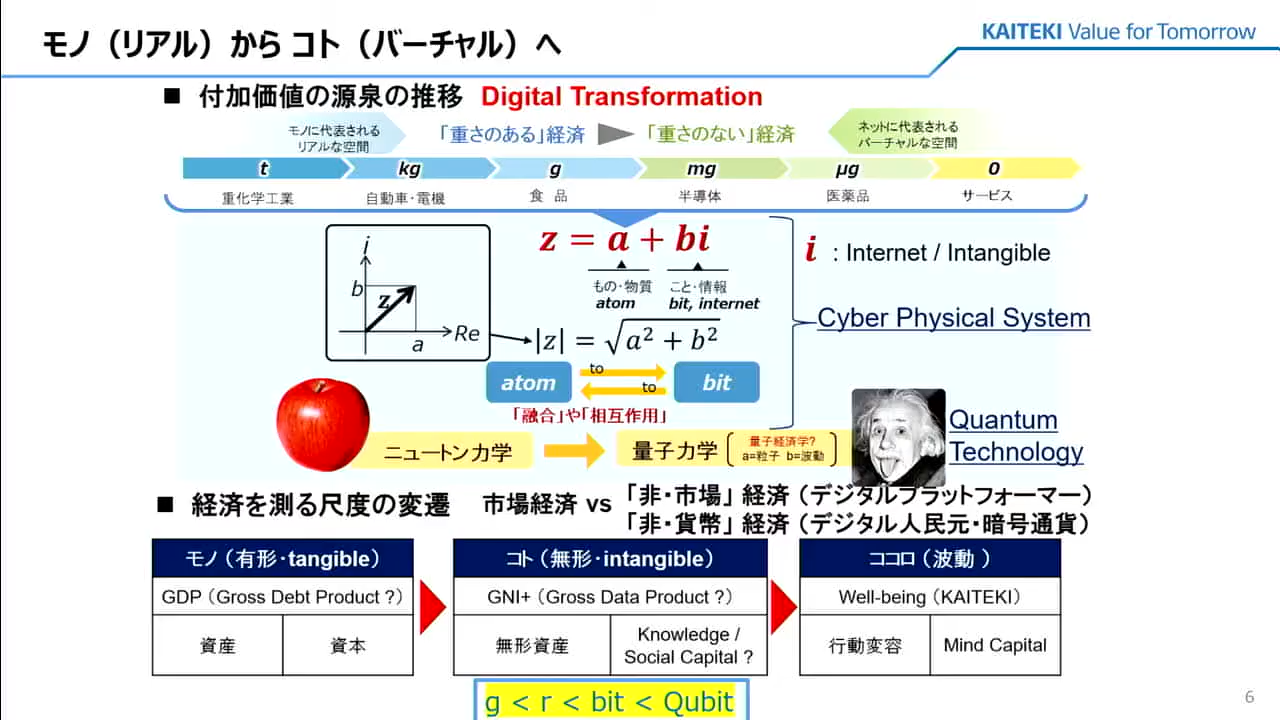 モノ（リアル）から コト（バーチャル）へ
KAITEKI Value for Tomorrow
■ 付加価値の源泉の推移 Digital Transformation
モノに代表される
リアルな空間
「重さのある」経済
「重さのない」経済
ネットに代表される
バーチャルな空間
t
kg
g
mg
μg
0
重化学工業
自動車・電機
食 品
半導体
医薬品
サービス
i
b
z
a
Re
z = a + bi
もの・物質
atom
こと・情報
bit, internet
|z| = √a² + b²
atom
to
to
bit
「融合」や「相互作用」
i : Internet / Intangible
Cyber Physical System
ニュートン力学
量子力学
量子経済学?
a=粒子 b=波動
Quantum
Technology
■ 経済を測る尺度の変遷
市場経済 vs
「非・市場」経済（デジタルプラットフォーマー）
「非・貨幣」経済（デジタル人民元・暗号通貨）
モノ（有形・tangible）
GDP（Gross Debt Product ?）
資産
資本
コト（無形・intangible）
GNI+（Gross Data Product ?）
無形資産
Knowledge /
Social Capital ?
ココロ（波動 ）
Well-being（KAITEKI）
行動変容
Mind Capital
g < r < bit < Qubit
6